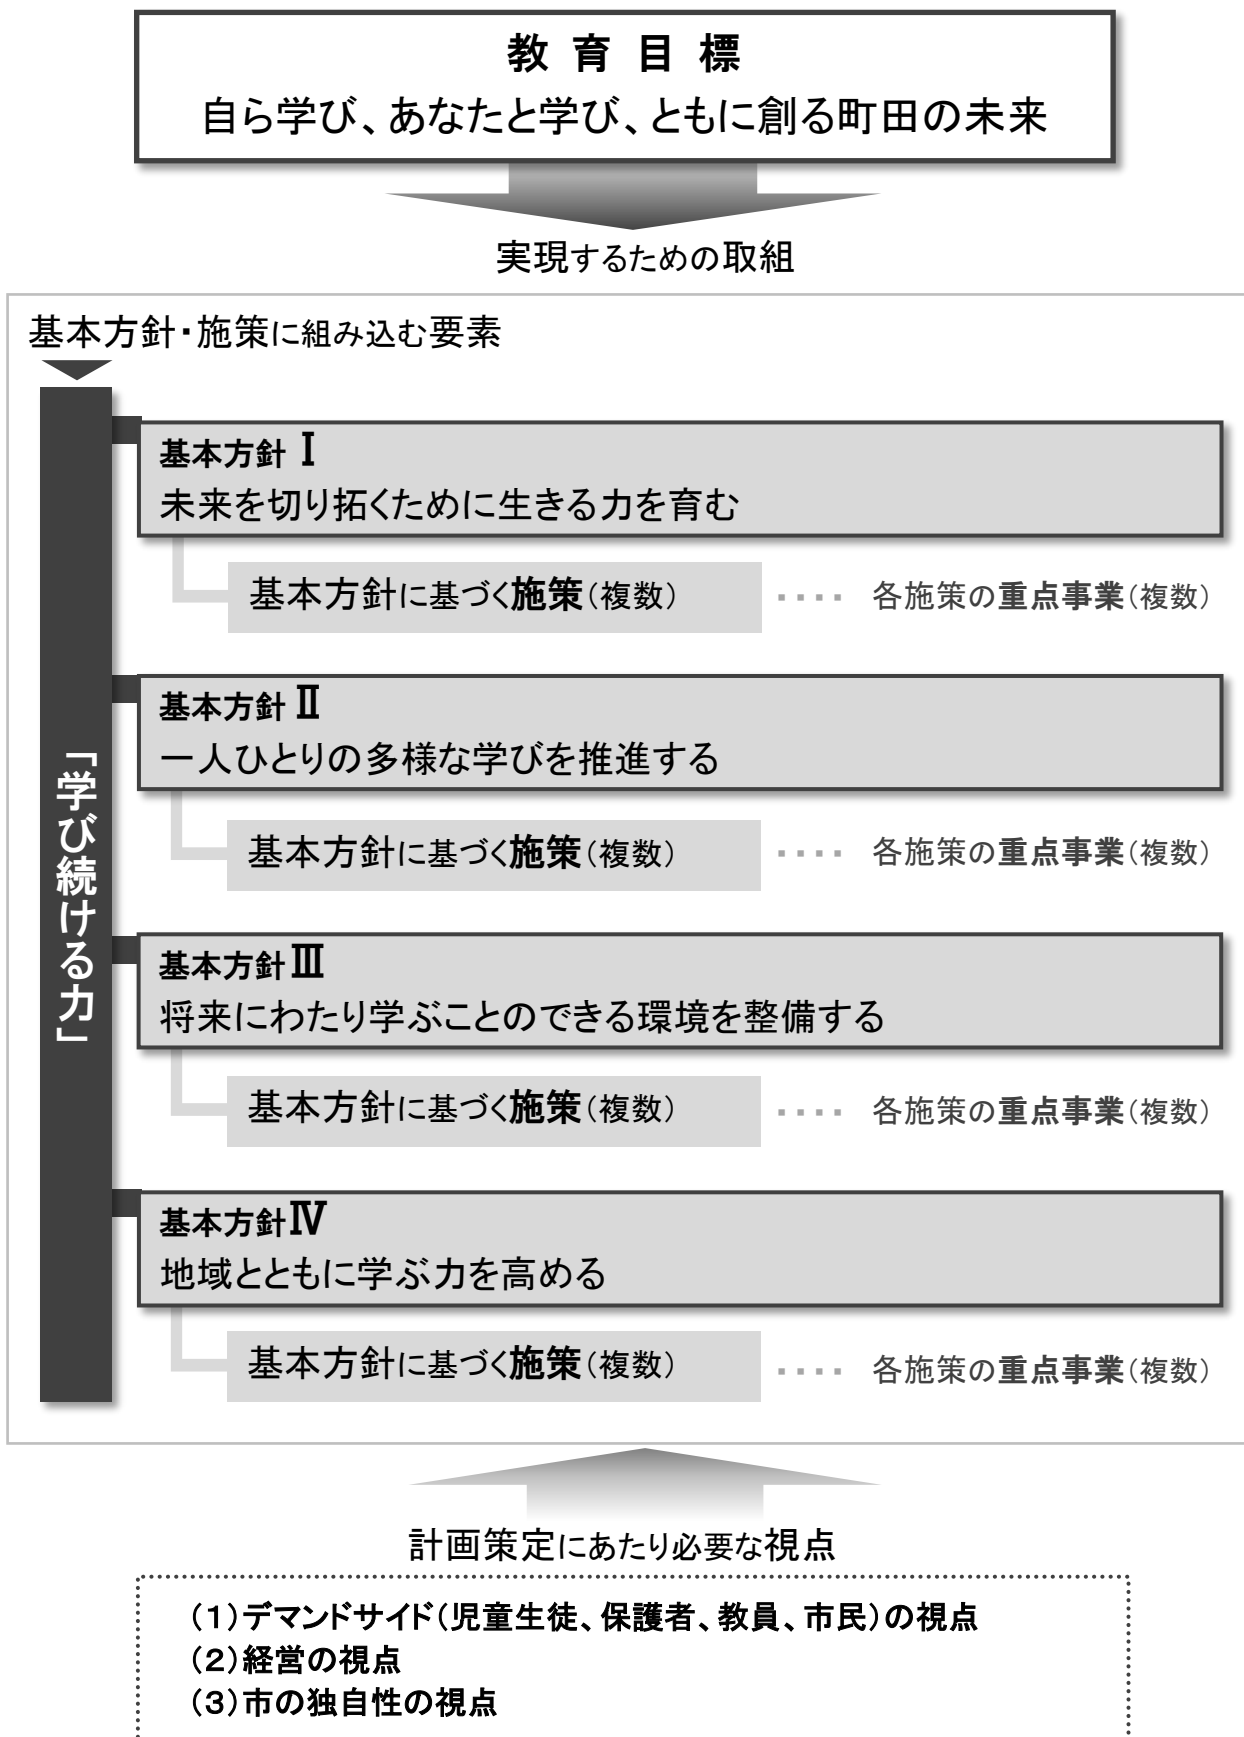 教育目標
自ら学び、あなたと学び、ともに創る町田の未来
実現するための取組
基本方針・施策に組み込む要素
「学び続ける力」
基本方針 Ⅰ
未来を切り拓くために生きる力を育む
基本方針に基づく施策（複数） ‥‥ 各施策の重点事業（複数）
基本方針 Ⅱ
一人ひとりの多様な学びを推進する
基本方針に基づく施策（複数） ‥‥ 各施策の重点事業（複数）
基本方針 Ⅲ
将来にわたり学ぶことのできる環境を整備する
基本方針に基づく施策（複数） ‥‥ 各施策の重点事業（複数）
基本方針Ⅳ
地域とともに学ぶ力を高める
基本方針に基づく施策（複数） ‥‥ 各施策の重点事業（複数）
計画策定にあたり必要な視点
（１）デマンドサイド（児童生徒、保護者、教員、市民）の視点
（２）経営の視点
（３）市の独自性の視点